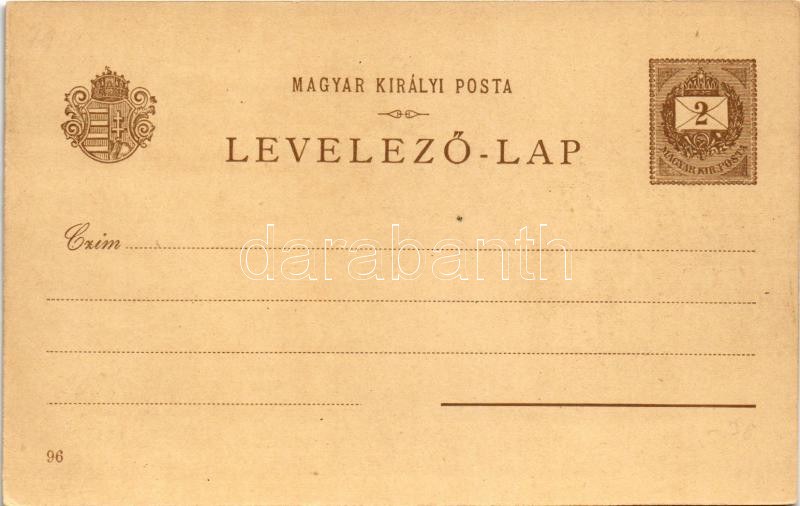 MAGYAR KIRÁLYI POSTA
LEVELEZŐ-LAP
2
MAGYAR KIR. POSTA
Czim
darabanth
96